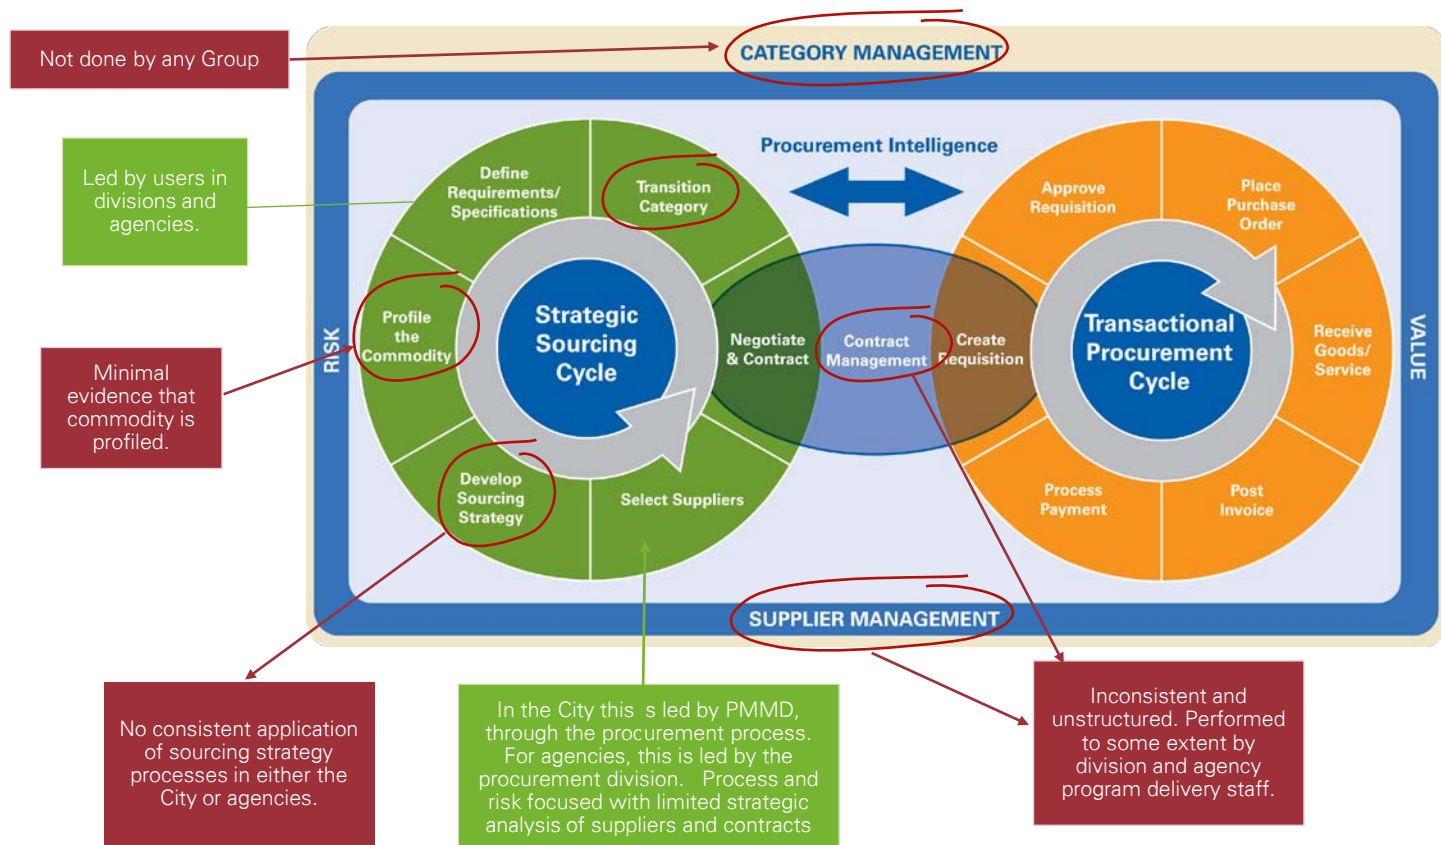 Not done by any Group
CATEGORY MANAGEMENT
Led by users in
divisions and
agencies.
Minimal
evidence that
commodity is
profiled.
RISK
Define
Requirements/
Specifications
Transition
Category
Profile
the
Commodity
Strategic
Sourcing
Cycle
Negotiate
& Contract
Develop
Sourcing
Strategy
Select Suppliers
Procurement Intelligence
Contract
Management
Create
Requisition
Approve
Requisition
Place
Purchase
Order
Transactional
Procurement
Cycle
Receive
Goods/
Service
Process
Payment
Post
Invoice
VALUE
SUPPLIER MANAGEMENT
No consistent application
of sourcing strategy
processes in either the
City or agencies.
In the City this s led by PMMD,
through the procurement process.
For agencies, this is led by the
procurement division. Process and
risk focused with limited strategic
analysis of suppliers and contracts
Inconsistent and
unstructured. Performed
to some extent by
division and agency
program delivery staff.